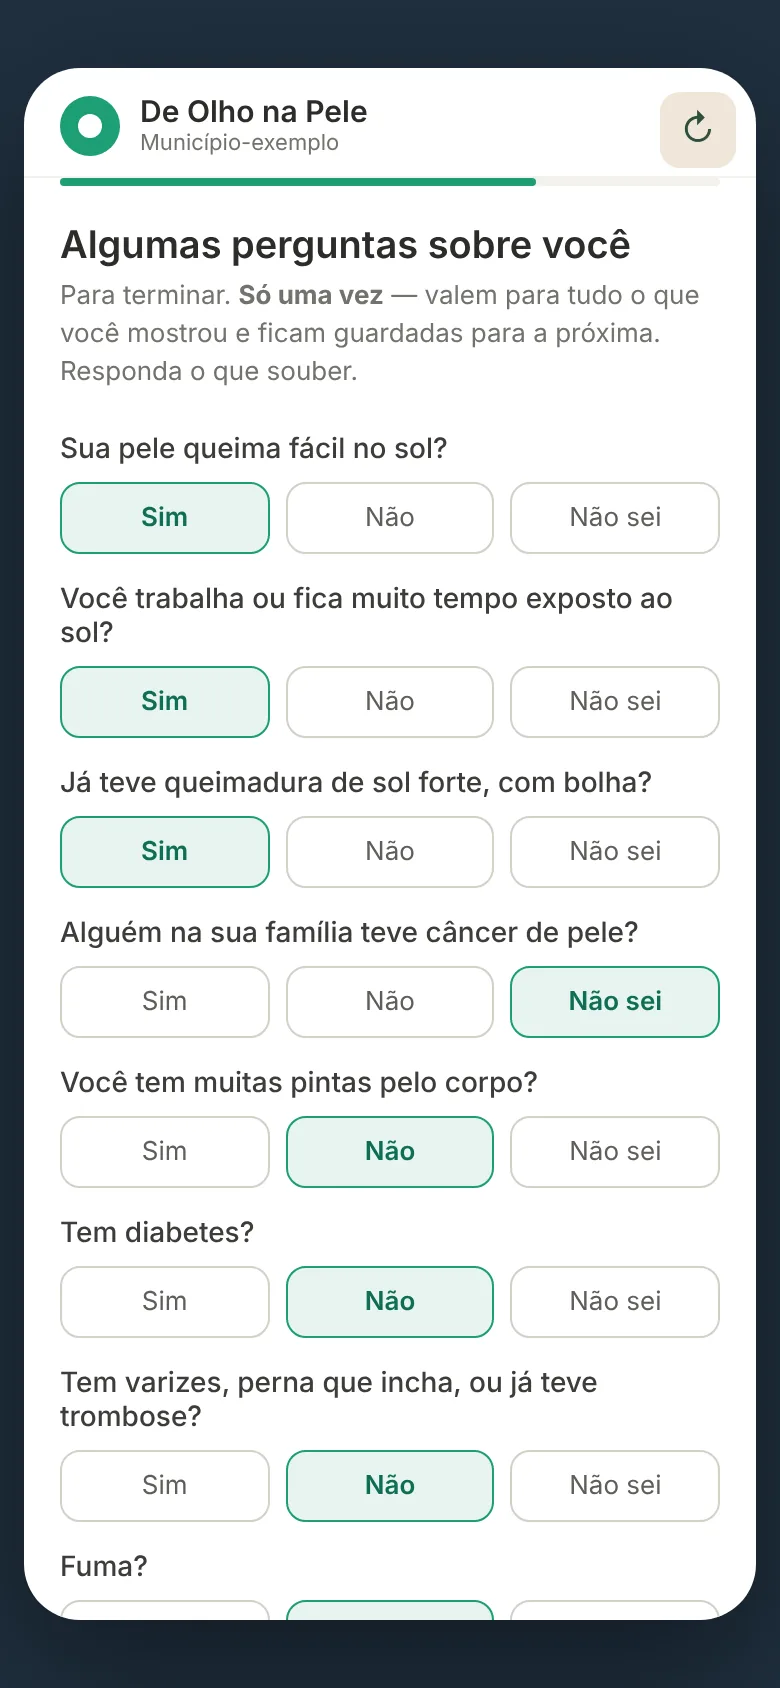 De Olho na Pele
Município-exemplo
Algumas perguntas sobre você
Para terminar. Só uma vez — valem para tudo o que
você mostrou e ficam guardadas para a próxima.
Responda o que souber.
Sua pele queima fácil no sol?
Sim Não Não sei
Você trabalha ou fica muito tempo exposto ao
sol?
Sim Não Não sei
Já teve queimadura de sol forte, com bolha?
Sim Não Não sei
Alguém na sua família teve câncer de pele?
Sim Não Não sei
Você tem muitas pintas pelo corpo?
Sim Não Não sei
Tem diabetes?
Sim Não Não sei
Tem varizes, perna que incha, ou já teve
trombose?
Sim Não Não sei
Fuma?